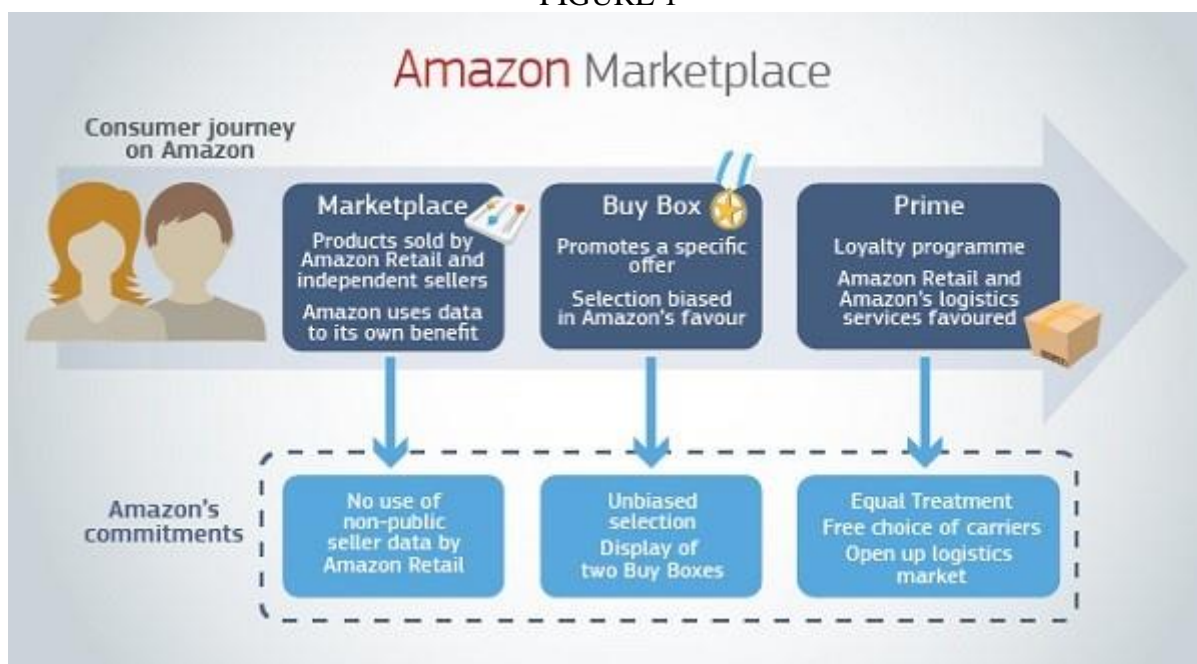 FIGURE 1
Amazon Marketplace
Consumer journey
on Amazon
Marketplace
Products sold by
Amazon Retail and
independent sellers
Amazon uses data
to its own benefit
Buy Box
Promotes a specific
offer
Selection biased
in Amazon's favour
Prime
Loyalty programme
Amazon Retail and
Amazon's logistics
services favoured
Amazon's
commitments
No use of
non-public
seller data by
Amazon Retail
Unbiased
selection
Display of
two Buy Boxes
Equal Treatment
Free choice of carriers
Open up logistics
market